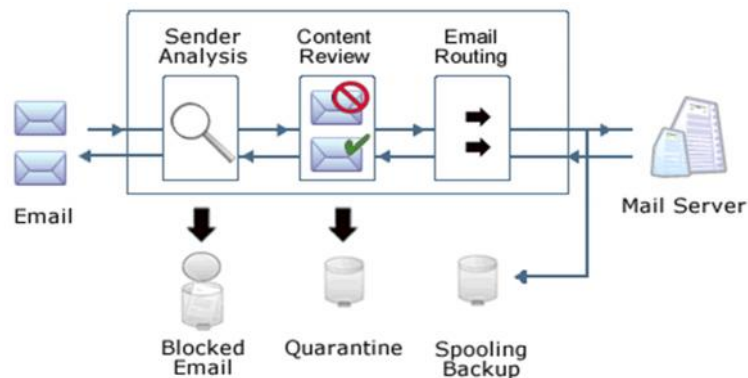 Sender
Analysis
Content
Review
Email
Routing
Email
Mail Server
Blocked
Email
Quarantine
Spooling
Backup